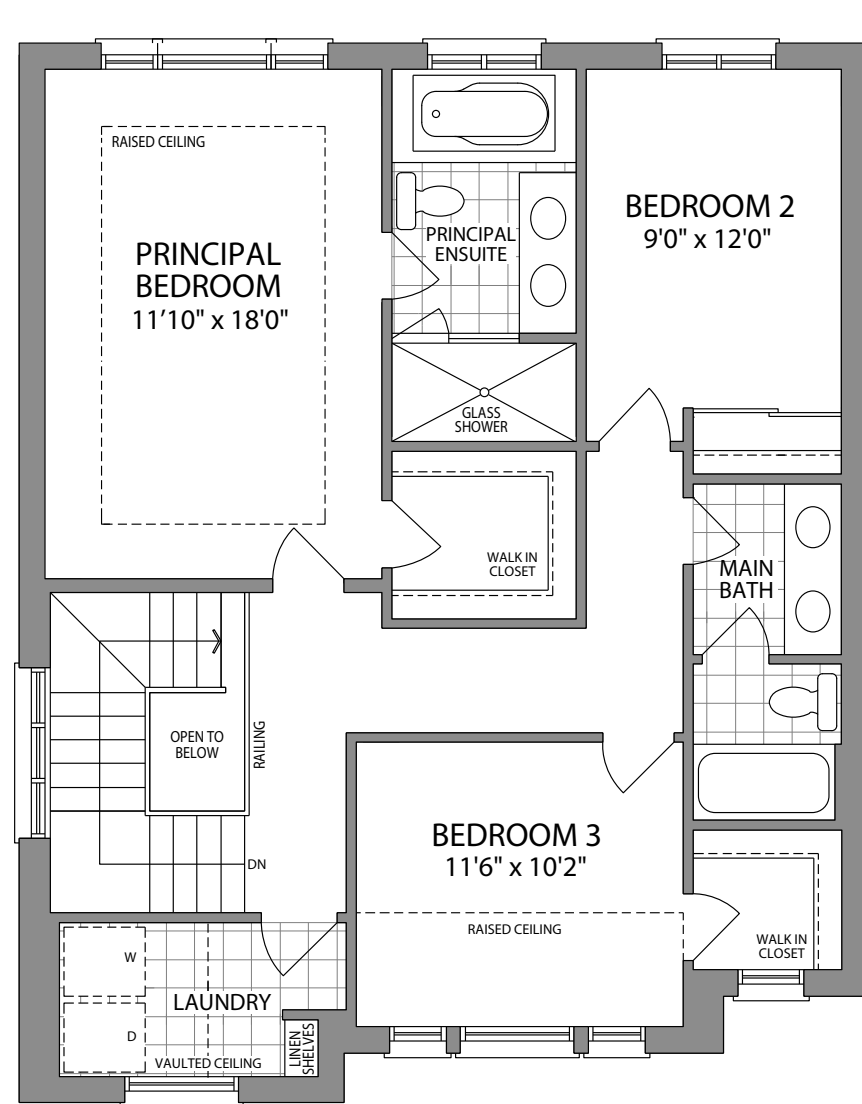 RAISED CEILING
PRINCIPAL
BEDROOM
11'10" x 18'0"
PRINCIPAL
ENSUITE
BEDROOM 2
9'0" x 12'0"
GLASS
SHOWER
WALK IN
CLOSET
MAIN
BATH
OPEN TO
BELOW
RAILING
DN
BEDROOM 3
11'6" x 10'2"
RAISED CEILING
WALK IN
CLOSET
W
LAUNDRY
D
VAULTED CEILING
LINEN
SHELVES